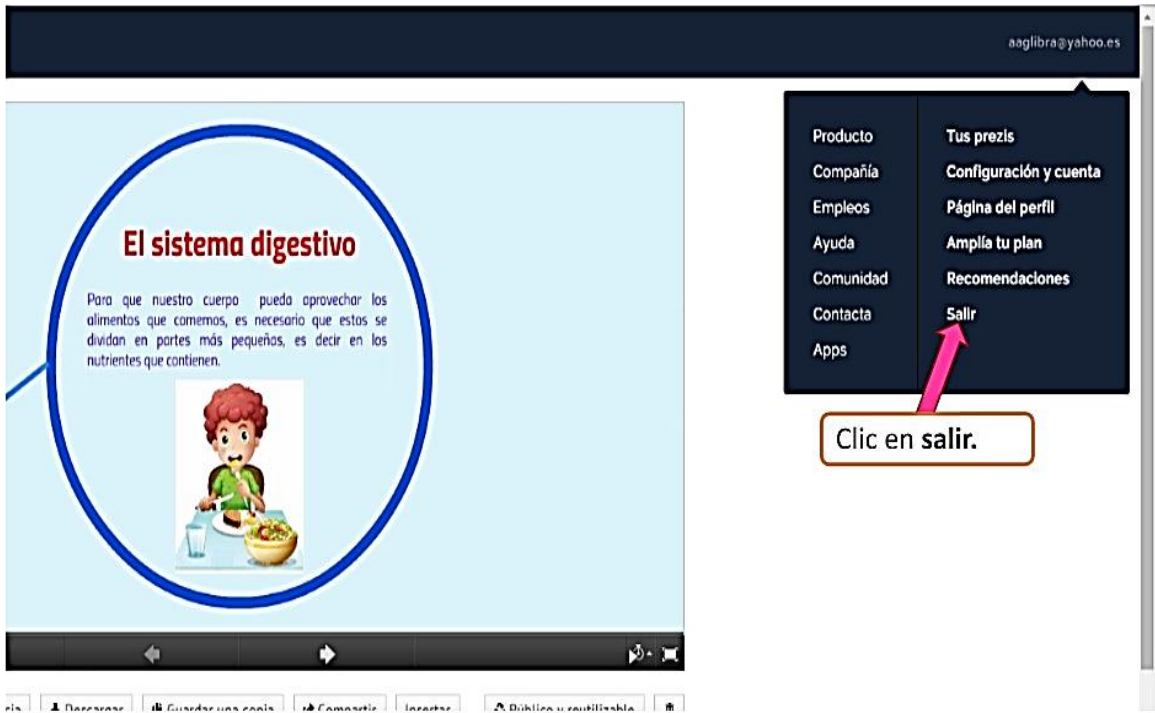 aaglibra@yahoo.es
Producto
Compañía
Empleos
Ayuda
Comunidad
Contacta
Apps
Tus prezis
Configuración y cuenta
Página del perfil
Amplía tu plan
Recomendaciones
Salir
El sistema digestivo
Para que nuestro cuerpo pueda aprovechar los
alimentos que comemos, es necesario que estos se
dividan en partes más pequeñas, es decir en los
nutrientes que contienen.
Clic en salir.
Descargar
Guardar una copia
Compartir
Insertar
Público y reutilizable